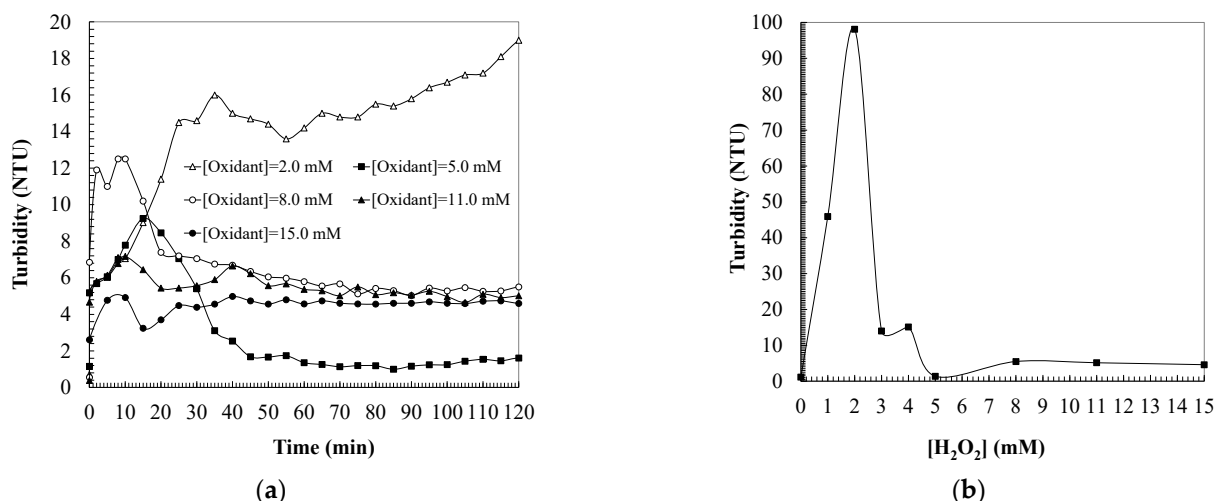 20
18
16
14
12
10
8
6
4
2
0
Turbidity (NTU)
[Oxidant]=2.0 mM
[Oxidant]=5.0 mM
[Oxidant]=8.0 mM
[Oxidant]=11.0 mM
[Oxidant]=15.0 mM
0 10 20 30 40 50 60 70 80 90 100 110 120
Time (min)
(a)
100
90
80
70
60
50
40
30
20
10
0
Turbidity (NTU)
0 1 2 3 4 5 6 7 8 9 10 11 12 13 14 15
[H₂O₂] (mM)
(b)